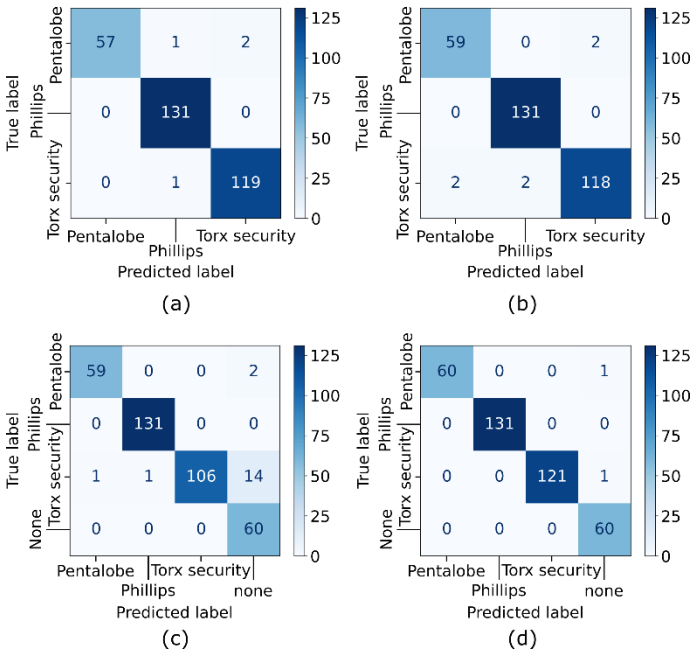 Pentalobe 57 1 2
Phillips 0 131 0
Torx security 0 1 119
True label
Pentalobe Torx security
Phillips
Predicted label
125
100
75
50
25
0
(a)
Pentalobe 59 0 2
Phillips 0 131 0
Torx security 2 2 118
True label
Pentalobe Torx security
Phillips
Predicted label
125
100
75
50
25
0
(b)
Pentalobe 59 0 0 2
Phillips 0 131 0 0
Torx security 1 1 106 14
None 0 0 0 60
True label
Pentalobe Torx security
Phillips none
Predicted label
125
100
75
50
25
0
(c)
Pentalobe 60 0 0 1
Phillips 0 131 0 0
Torx security 0 0 121 1
None 0 0 0 60
True label
Pentalobe Torx security
Phillips none
Predicted label
125
100
75
50
25
0
(d)